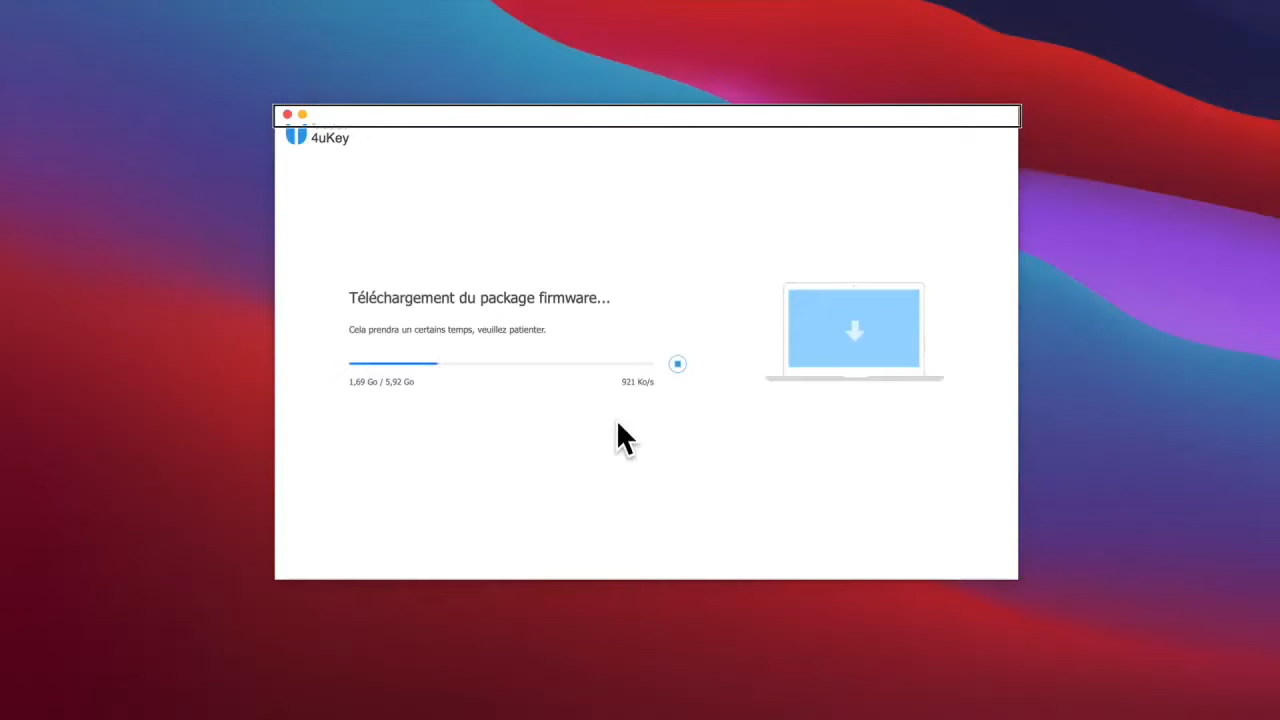 4uKey
Téléchargement du package firmware...
Cela prendra un certains temps, veuillez patienter.
1,69 Go / 5,92 Go
921 Ko/s